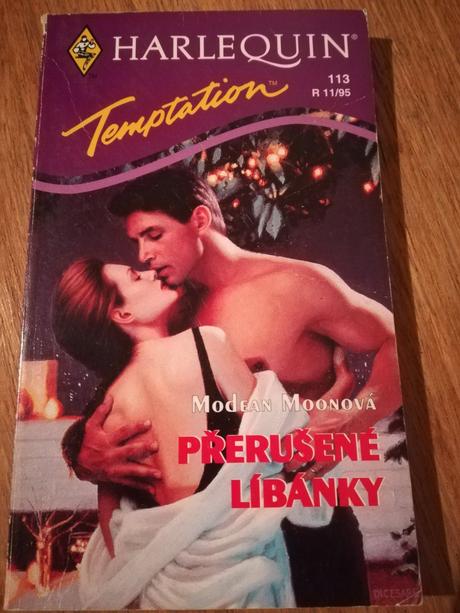 HARLEQUIN®
Temptation™
113
R 11/95
Modean Moonová
PŘERUŠENÉ
LÍBÁNKY